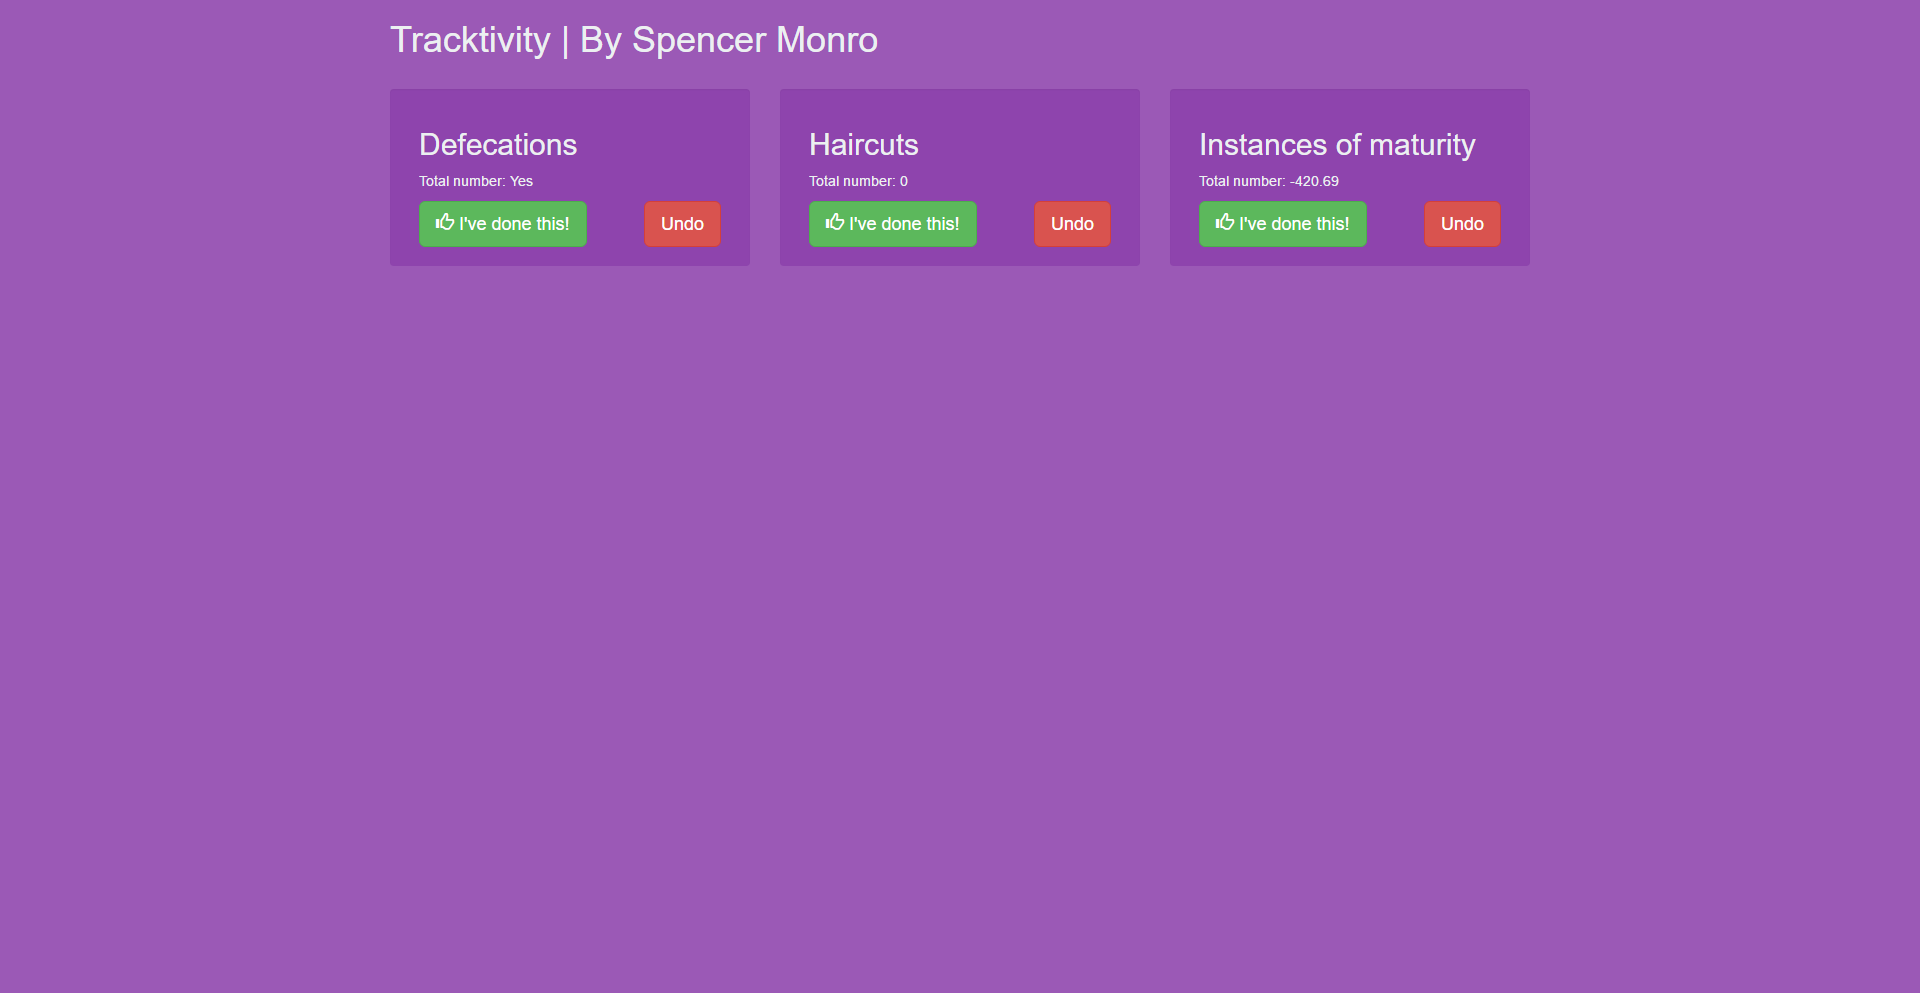 Tracktivity | By Spencer Monro
Defecations
Total number: Yes
I've done this!
Undo
Haircuts
Total number: 0
I've done this!
Undo
Instances of maturity
Total number: -420.69
I've done this!
Undo